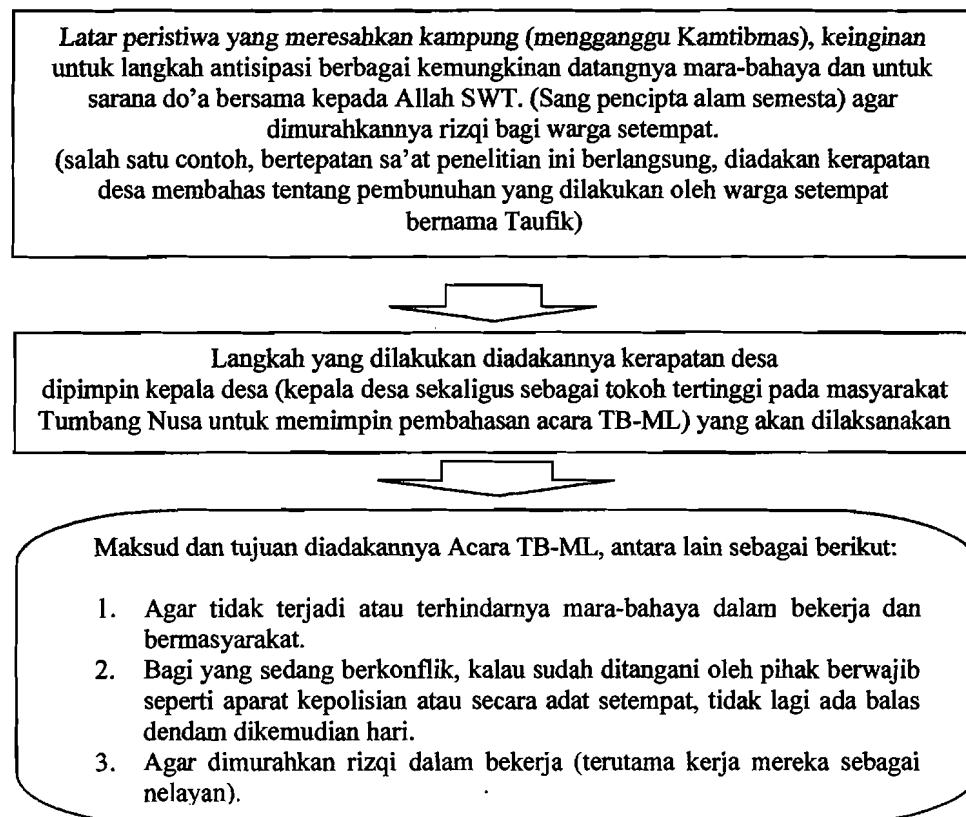 Latar peristiwa yang meresahkan kampung (mengganggu Kamtibmas), keinginan
untuk langkah antisipasi berbagai kemungkinan datangnya mara-bahaya dan untuk
sarana do'a bersama kepada Allah SWT. (Sang pencipta alam semesta) agar
dimurahkannya rizqi bagi warga setempat.
(salah satu contoh, bertepatan sa'at penelitian ini berlangsung, diadakan kerapatan
desa membahas tentang pembunuhan yang dilakukan oleh warga setempat
bernama Taufik)
Langkah yang dilakukan diadakannya kerapatan desa
dipimpin kepala desa (kepala desa sekaligus sebagai tokoh tertinggi pada masyarakat
Tumbang Nusa untuk memimpin pembahasan acara TB-ML) yang akan dilaksanakan
Maksud dan tujuan diadakannya Acara TB-ML, antara lain sebagai berikut:
1. Agar tidak terjadi atau terhindarnya mara-bahaya dalam bekerja dan
bermasyarakat.
2. Bagi yang sedang berkonflik, kalau sudah ditangani oleh pihak berwajib
seperti aparat kepolisian atau secara adat setempat, tidak lagi ada balas
dendam dikemudian hari.
3. Agar dimurahkan rizqi dalam bekerja (terutama kerja mereka sebagai
nelayan).